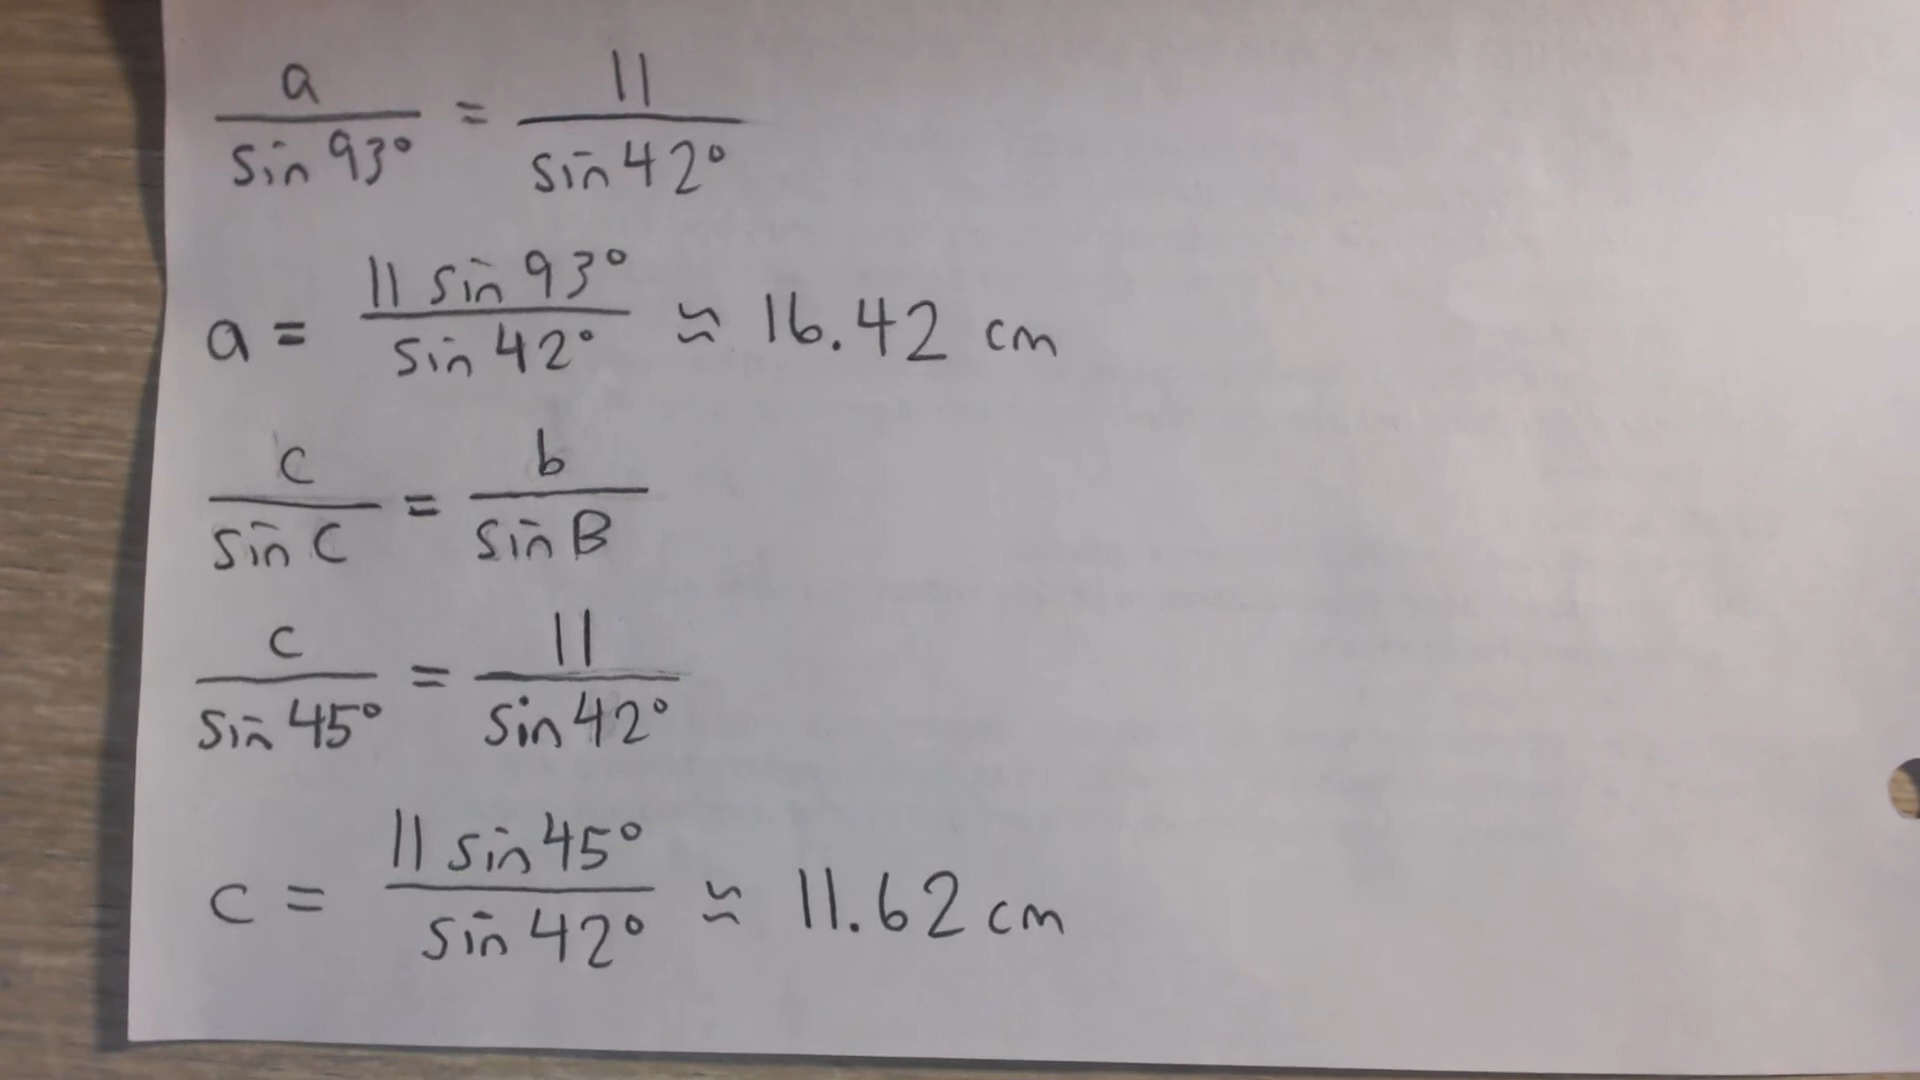 a / sin 93° = 11 / sin 42°
a = 11 sin 93° / sin 42° ≈ 16.42 cm
c / sin C = b / sin B
c / sin 45° = 11 / sin 42°
c = 11 sin 45° / sin 42° ≈ 11.62 cm